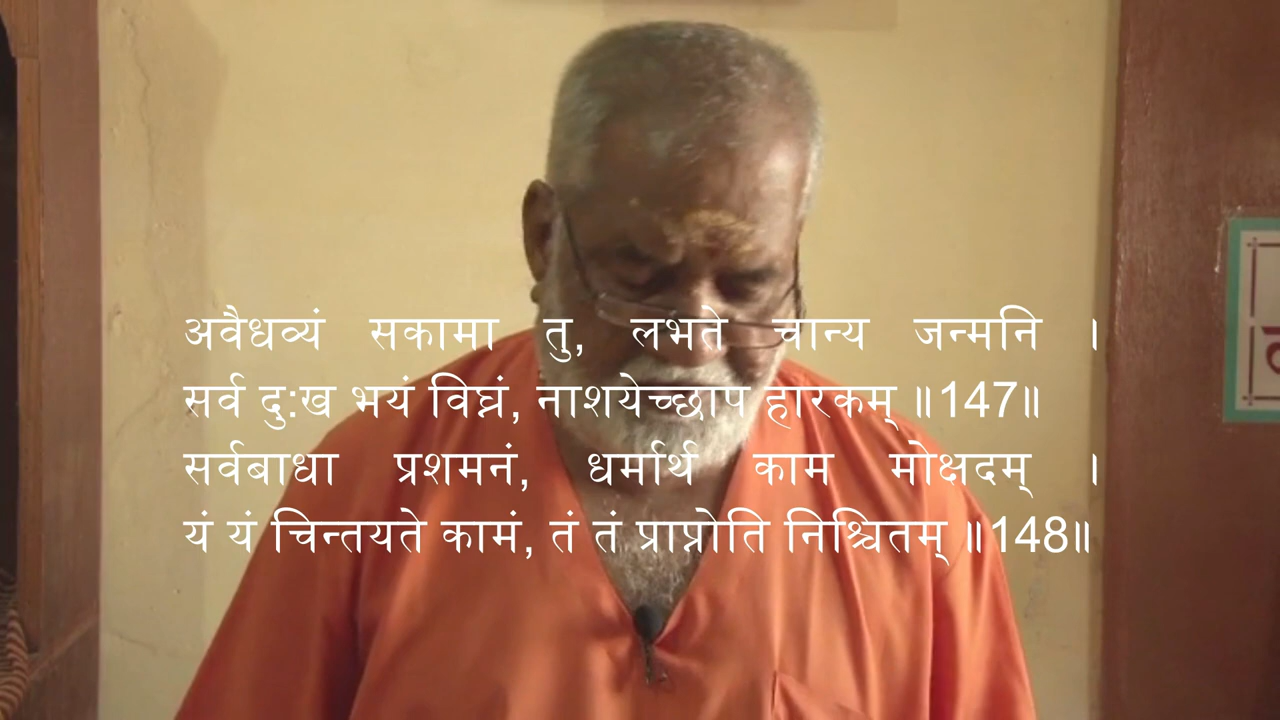 अवैधव्यं सकामा तु, लभते चान्य जन्मनि ।
सर्व दु:ख भयं विघ्नं, नाशयेच्छाप हारकम् ॥147॥
सर्वबाधा प्रशमनं, धर्मार्थ काम मोक्षदम् ।
यं यं चिन्तयते कामं, तं तं प्राप्नोति निश्चितम् ॥148॥